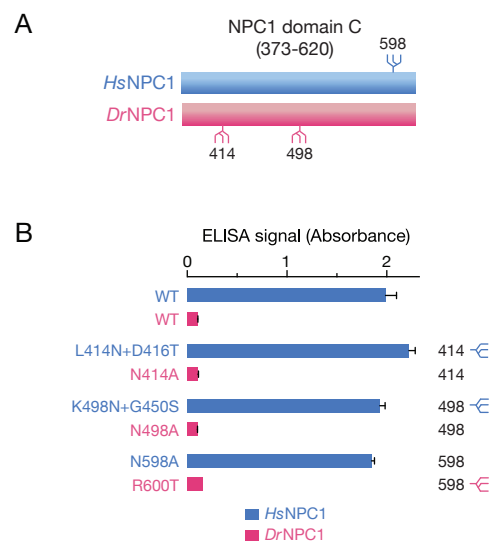 A
NPC1 domain C
(373-620)
598
HsNPC1
DrNPC1
414 498
B
ELISA signal (Absorbance)
0 1 2
WT
WT
L414N+D416T 414
N414A 414
K498N+G450S 498
N498A 498
N598A 598
R600T 598
HsNPC1
DrNPC1